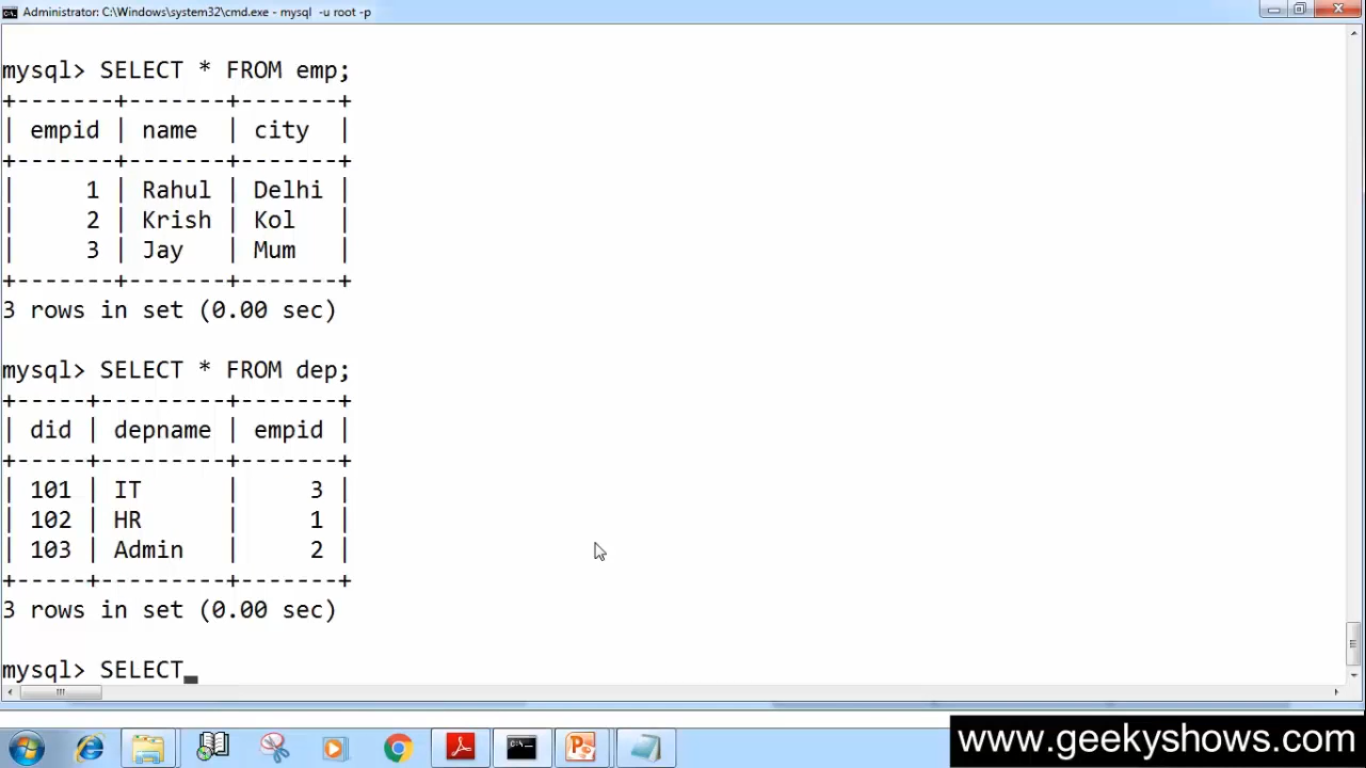 Administrator: C:\Windows\system32\cmd.exe - mysql  -u root -p
mysql> SELECT * FROM emp;
+-------+-------+-------+
| empid | name  | city  |
+-------+-------+-------+
|     1 | Rahul | Delhi |
|     2 | Krish | Kol   |
|     3 | Jay   | Mum   |
+-------+-------+-------+
3 rows in set (0.00 sec)
mysql> SELECT * FROM dep;
+-----+---------+-------+
| did | depname | empid |
+-----+---------+-------+
| 101 | IT      |     3 |
| 102 | HR      |     1 |
| 103 | Admin   |     2 |
+-----+---------+-------+
3 rows in set (0.00 sec)
mysql> SELECT_
www.geekyshows.com